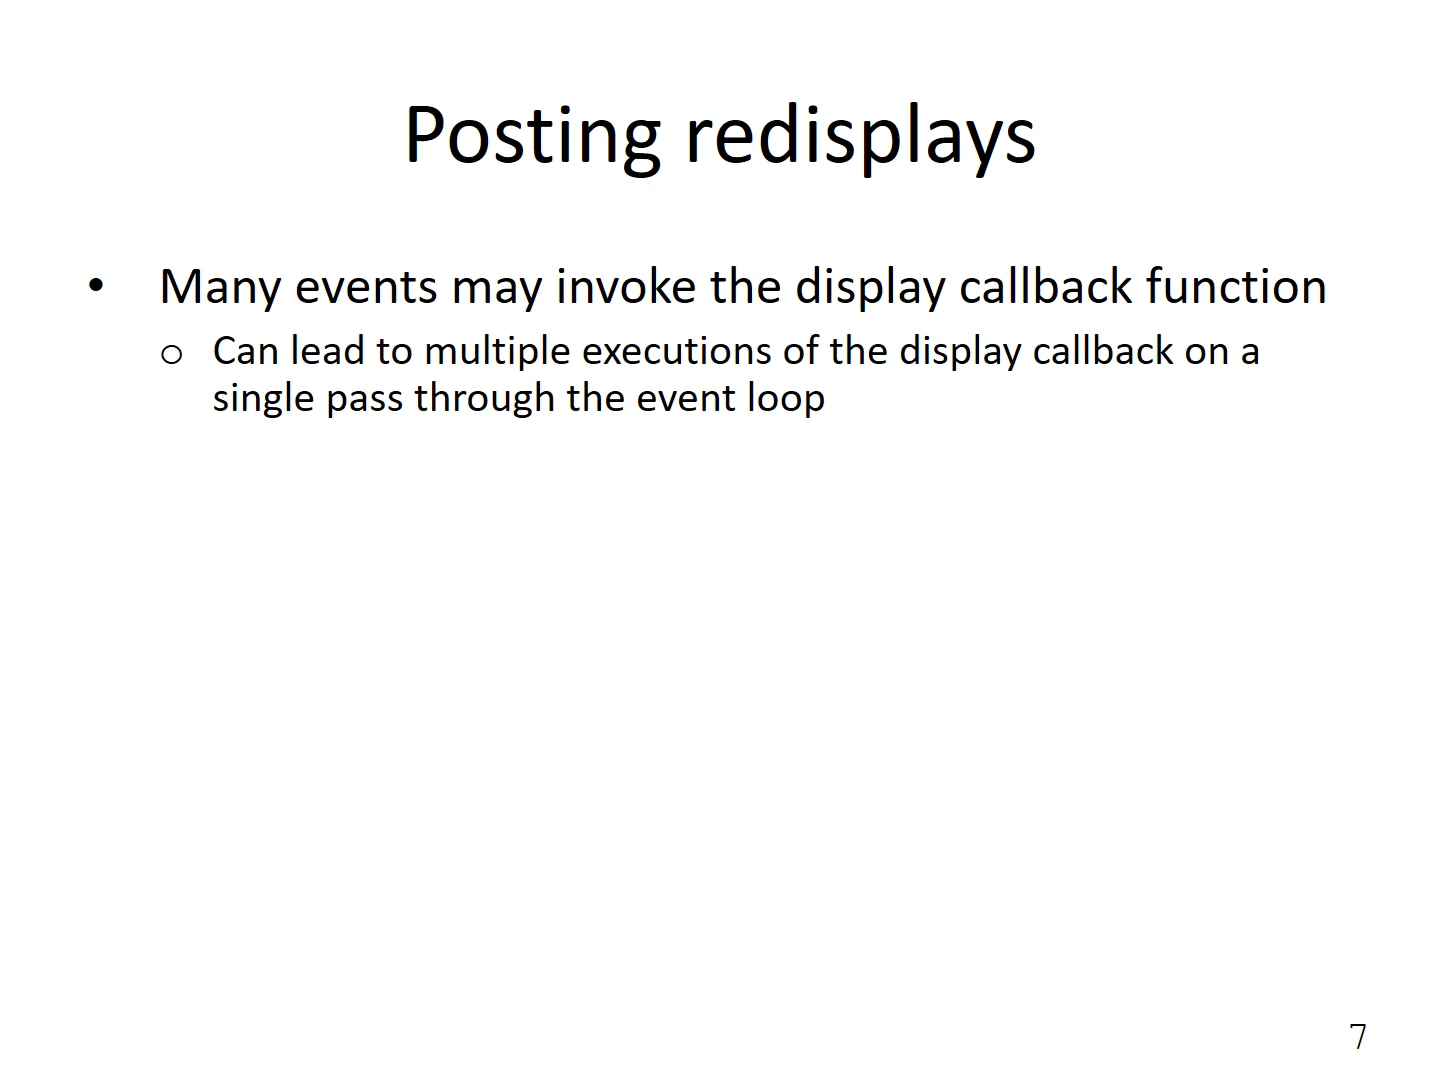 Posting redisplays
• Many events may invoke the display callback function
o Can lead to multiple executions of the display callback on a
single pass through the event loop
7